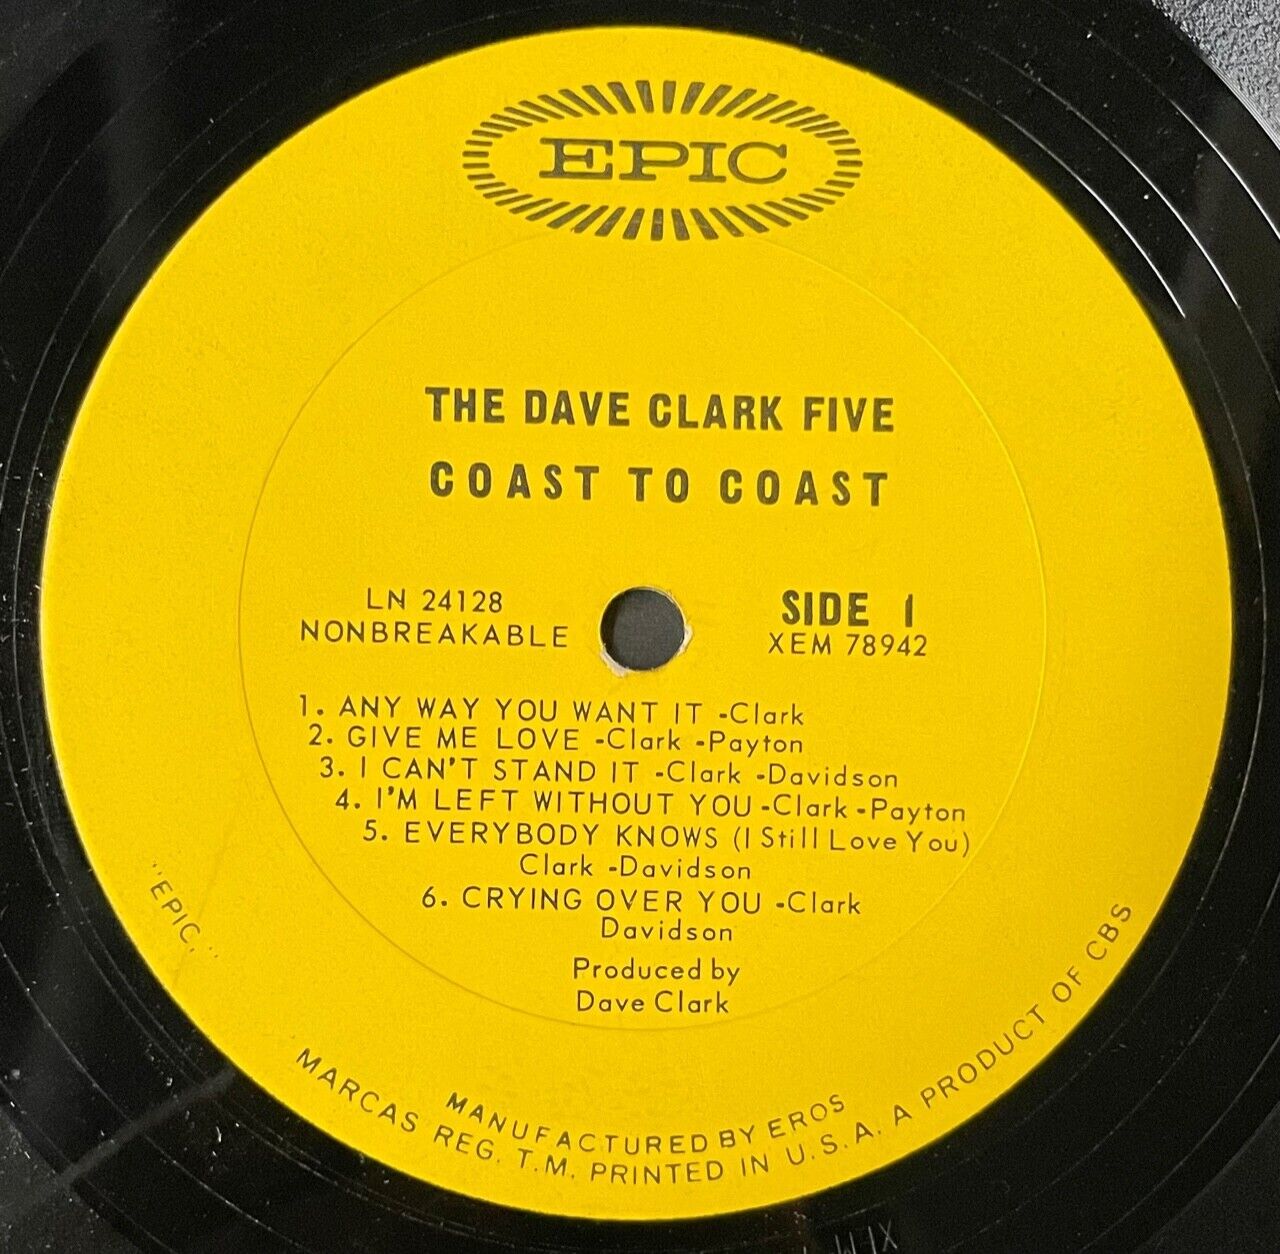 EPIC
THE DAVE CLARK FIVE
COAST TO COAST
LN 24128
NONBREAKABLE
SIDE 1
XEM 78942
1. ANY WAY YOU WANT IT -Clark
2. GIVE ME LOVE -Clark -Payton
3. I CAN'T STAND IT -Clark -Davidson
4. I'M LEFT WITHOUT YOU -Clark -Payton
5. EVERYBODY KNOWS (I Still Love You)
Clark -Davidson
6. CRYING OVER YOU -Clark
Davidson
Produced by
Dave Clark
MANUFACTURED BY EROS
"EPIC," MARCAS REG. T.M. PRINTED IN U.S.A. A PRODUCT OF CBS